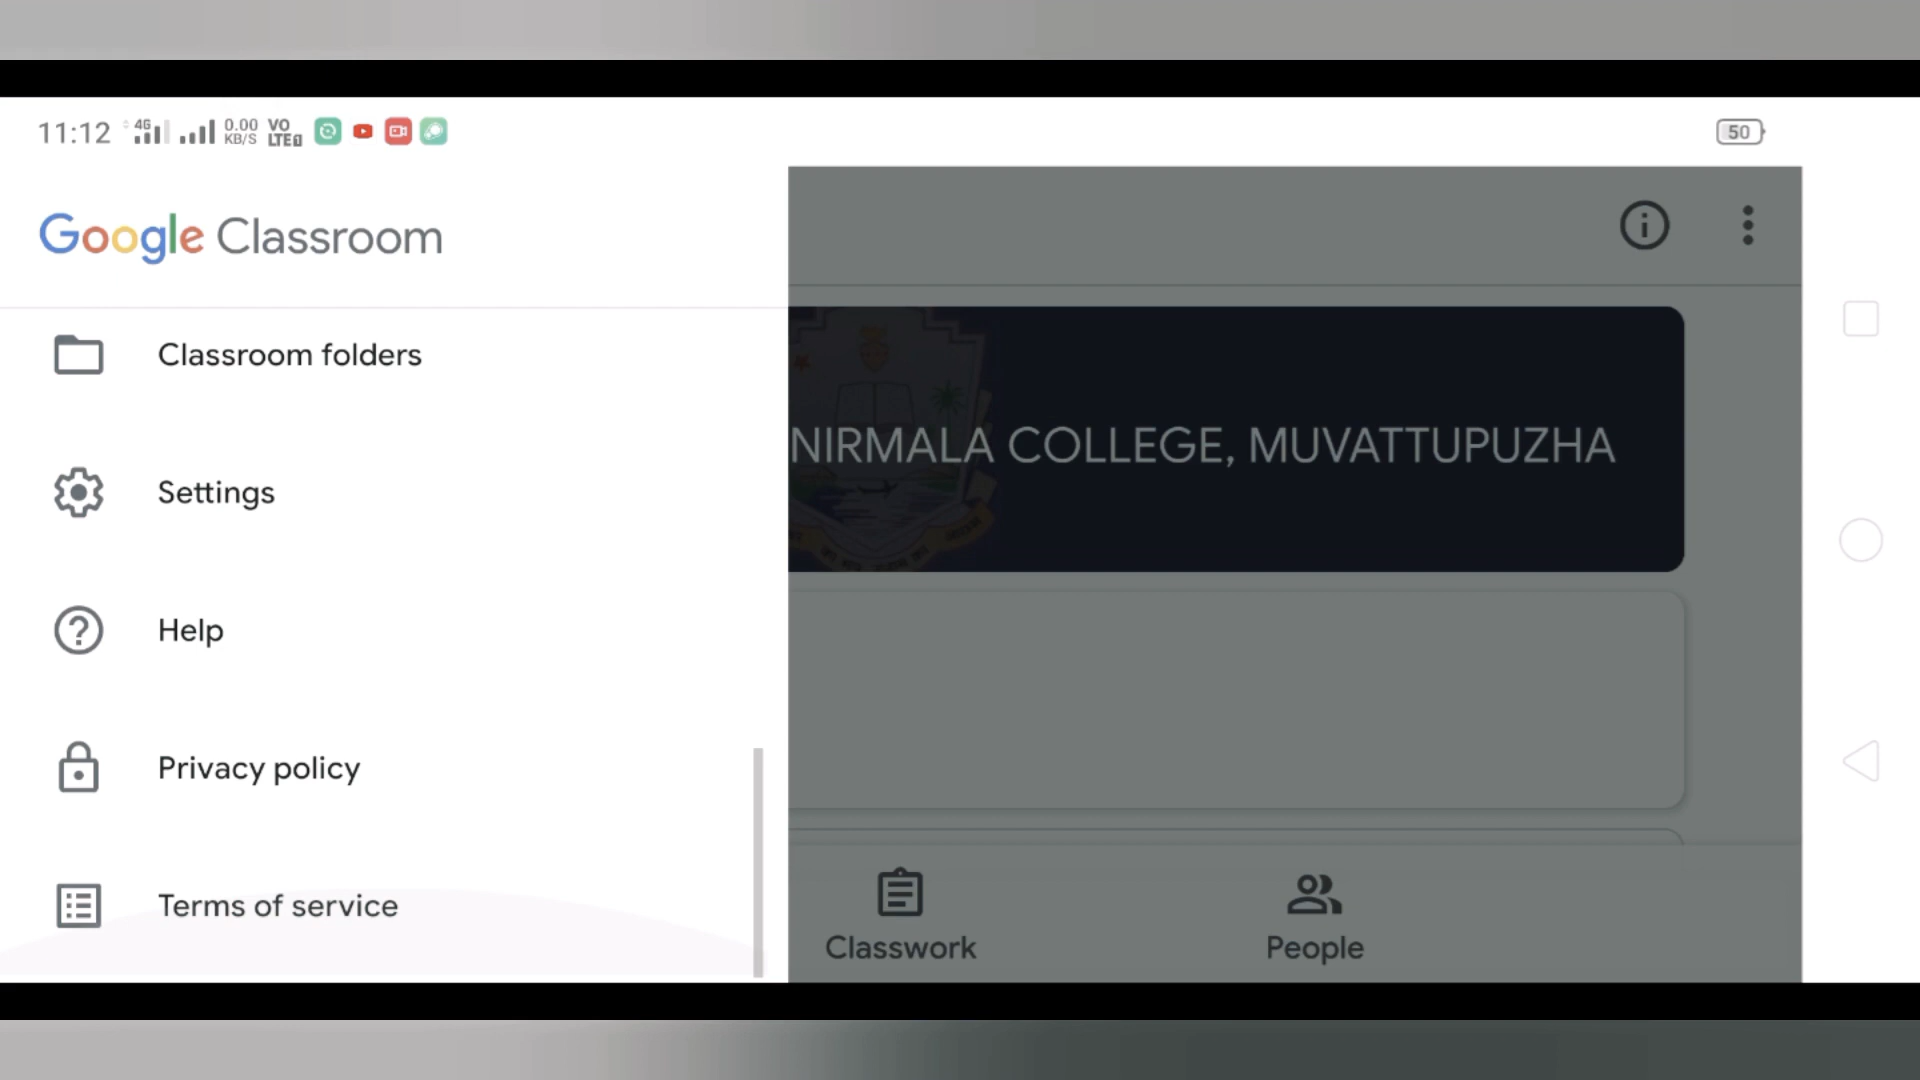 11:12 4G 0.00 KB/S VO LTE 50
Google Classroom
Classroom folders
Settings
Help
Privacy policy
Terms of service
NIRMALA COLLEGE, MUVATTUPUZHA
Classwork
People